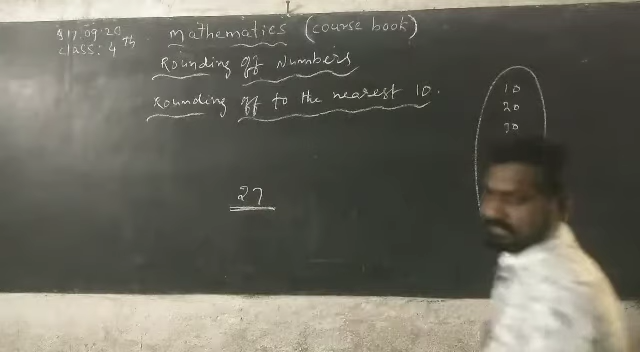 17.09.20
class: 4th
Mathematics (course book)
Rounding off Numbers
Rounding off to the nearest 10.
10
20
30
27